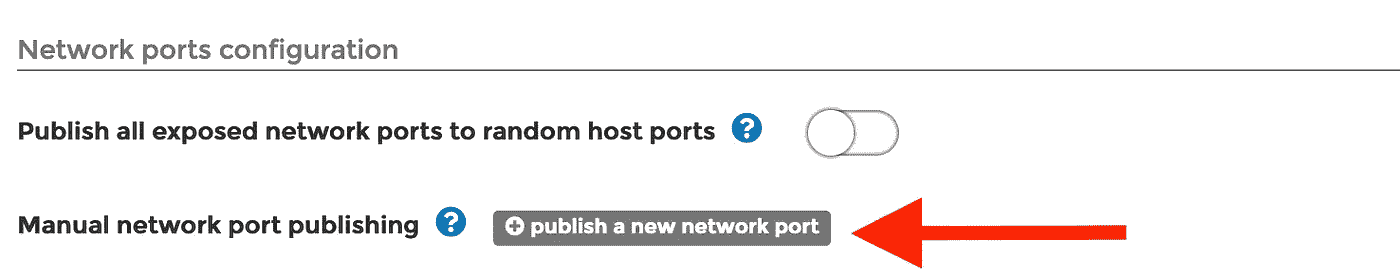 Network ports configuration
Publish all exposed network ports to random host ports ?
Manual network port publishing ? publish a new network port